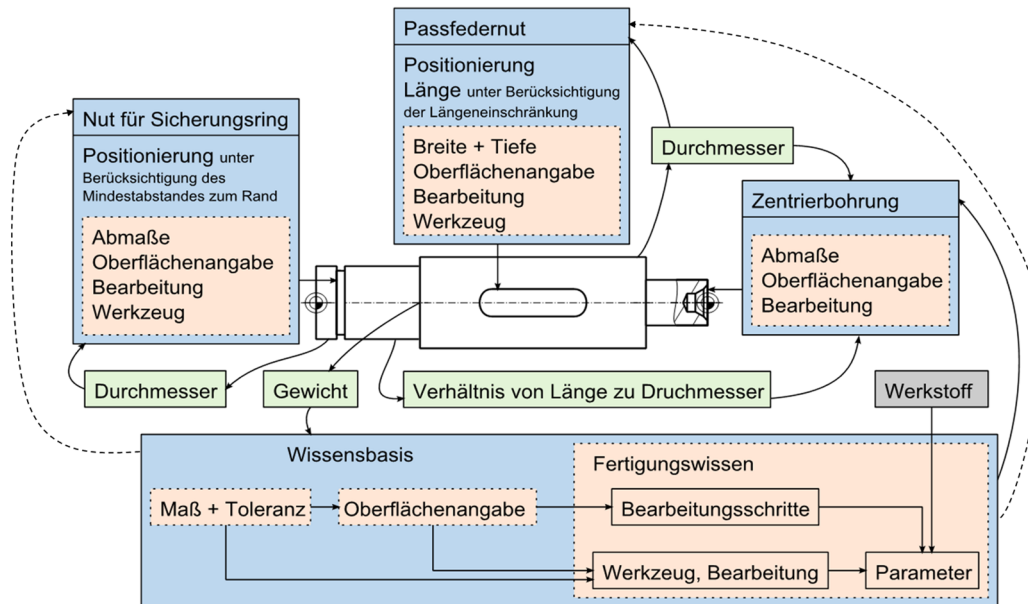 Passfedernut
Positionierung
Länge unter Berücksichtigung
der Längeneinschränkung
Breite + Tiefe
Oberflächenangabe
Bearbeitung
Werkzeug
Nut für Sicherungsring
Positionierung unter
Berücksichtigung des
Mindestabstandes zum Rand
Abmaße
Oberflächenangabe
Bearbeitung
Werkzeug
Durchmesser
Zentrierbohrung
Abmaße
Oberflächenangabe
Bearbeitung
Durchmesser
Gewicht
Verhältnis von Länge zu Druchmesser
Werkstoff
Wissensbasis
Fertigungswissen
Maß + Toleranz
Oberflächenangabe
Bearbeitungsschritte
Werkzeug, Bearbeitung
Parameter